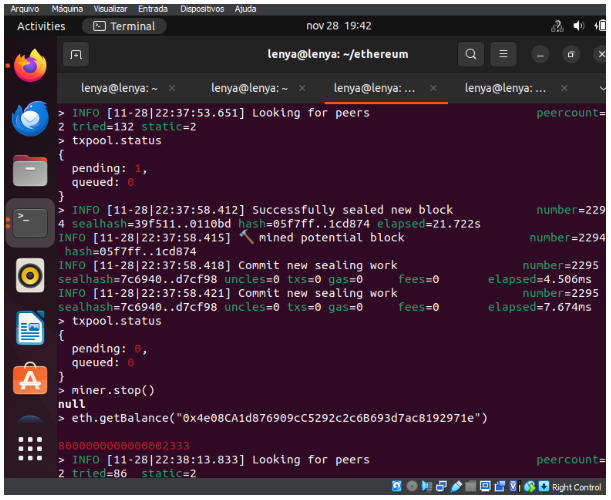 Arquivo Máquina Visualizar Entrada Dispositivos Ajuda
Activities Terminal nov 28 19:42
lenya@lenya: ~/ethereum
lenya@lenya: ~ × lenya@lenya: ~ × lenya@lenya: ... × lenya@lenya: ... ×
> INFO [11-28|22:37:53.651] Looking for peers peercount=
2 tried=132 static=2
> txpool.status
{
pending: 1,
queued: 0
}
> INFO [11-28|22:37:58.412] Successfully sealed new block number=229
4 sealhash=39f511..0110bd hash=05f7ff..1cd874 elapsed=21.722s
INFO [11-28|22:37:58.415] 🔨 mined potential block number=2294
hash=05f7ff..1cd874
INFO [11-28|22:37:58.418] Commit new sealing work number=2295
sealhash=7c6940..d7cf98 uncles=0 txs=0 gas=0 fees=0 elapsed=4.506ms
INFO [11-28|22:37:58.421] Commit new sealing work number=2295
sealhash=7c6940..d7cf98 uncles=0 txs=0 gas=0 fees=0 elapsed=7.674ms
> txpool.status
{
pending: 0,
queued: 0
}
> miner.stop()
null
> eth.getBalance("0x4e08CA1d876909cC5292c2c6B693d7ac8192971e")
8000000000000002333
> INFO [11-28|22:38:13.833] Looking for peers peercount=
2 tried=86 static=2
Right Control